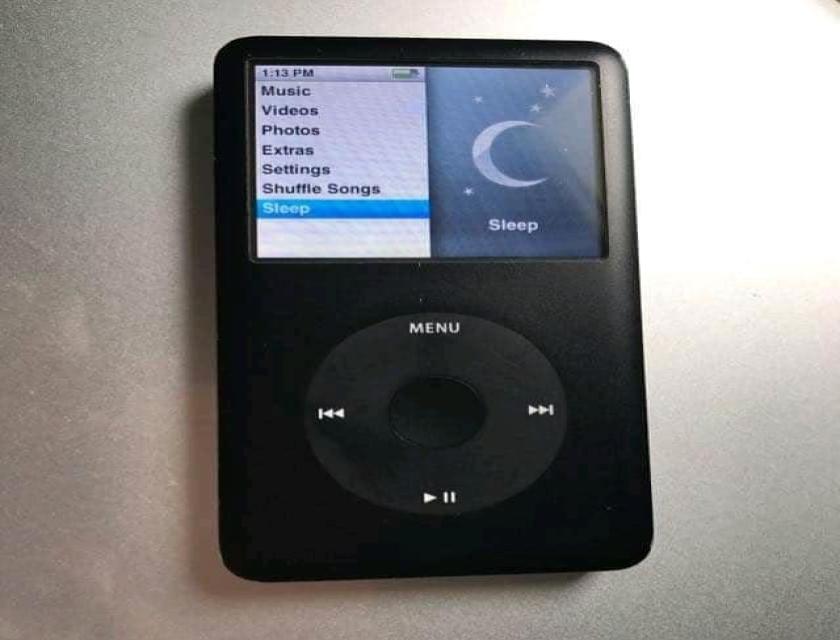 1:13 PM
Music
Videos
Photos
Extras
Settings
Shuffle Songs
Sleep
Sleep
MENU